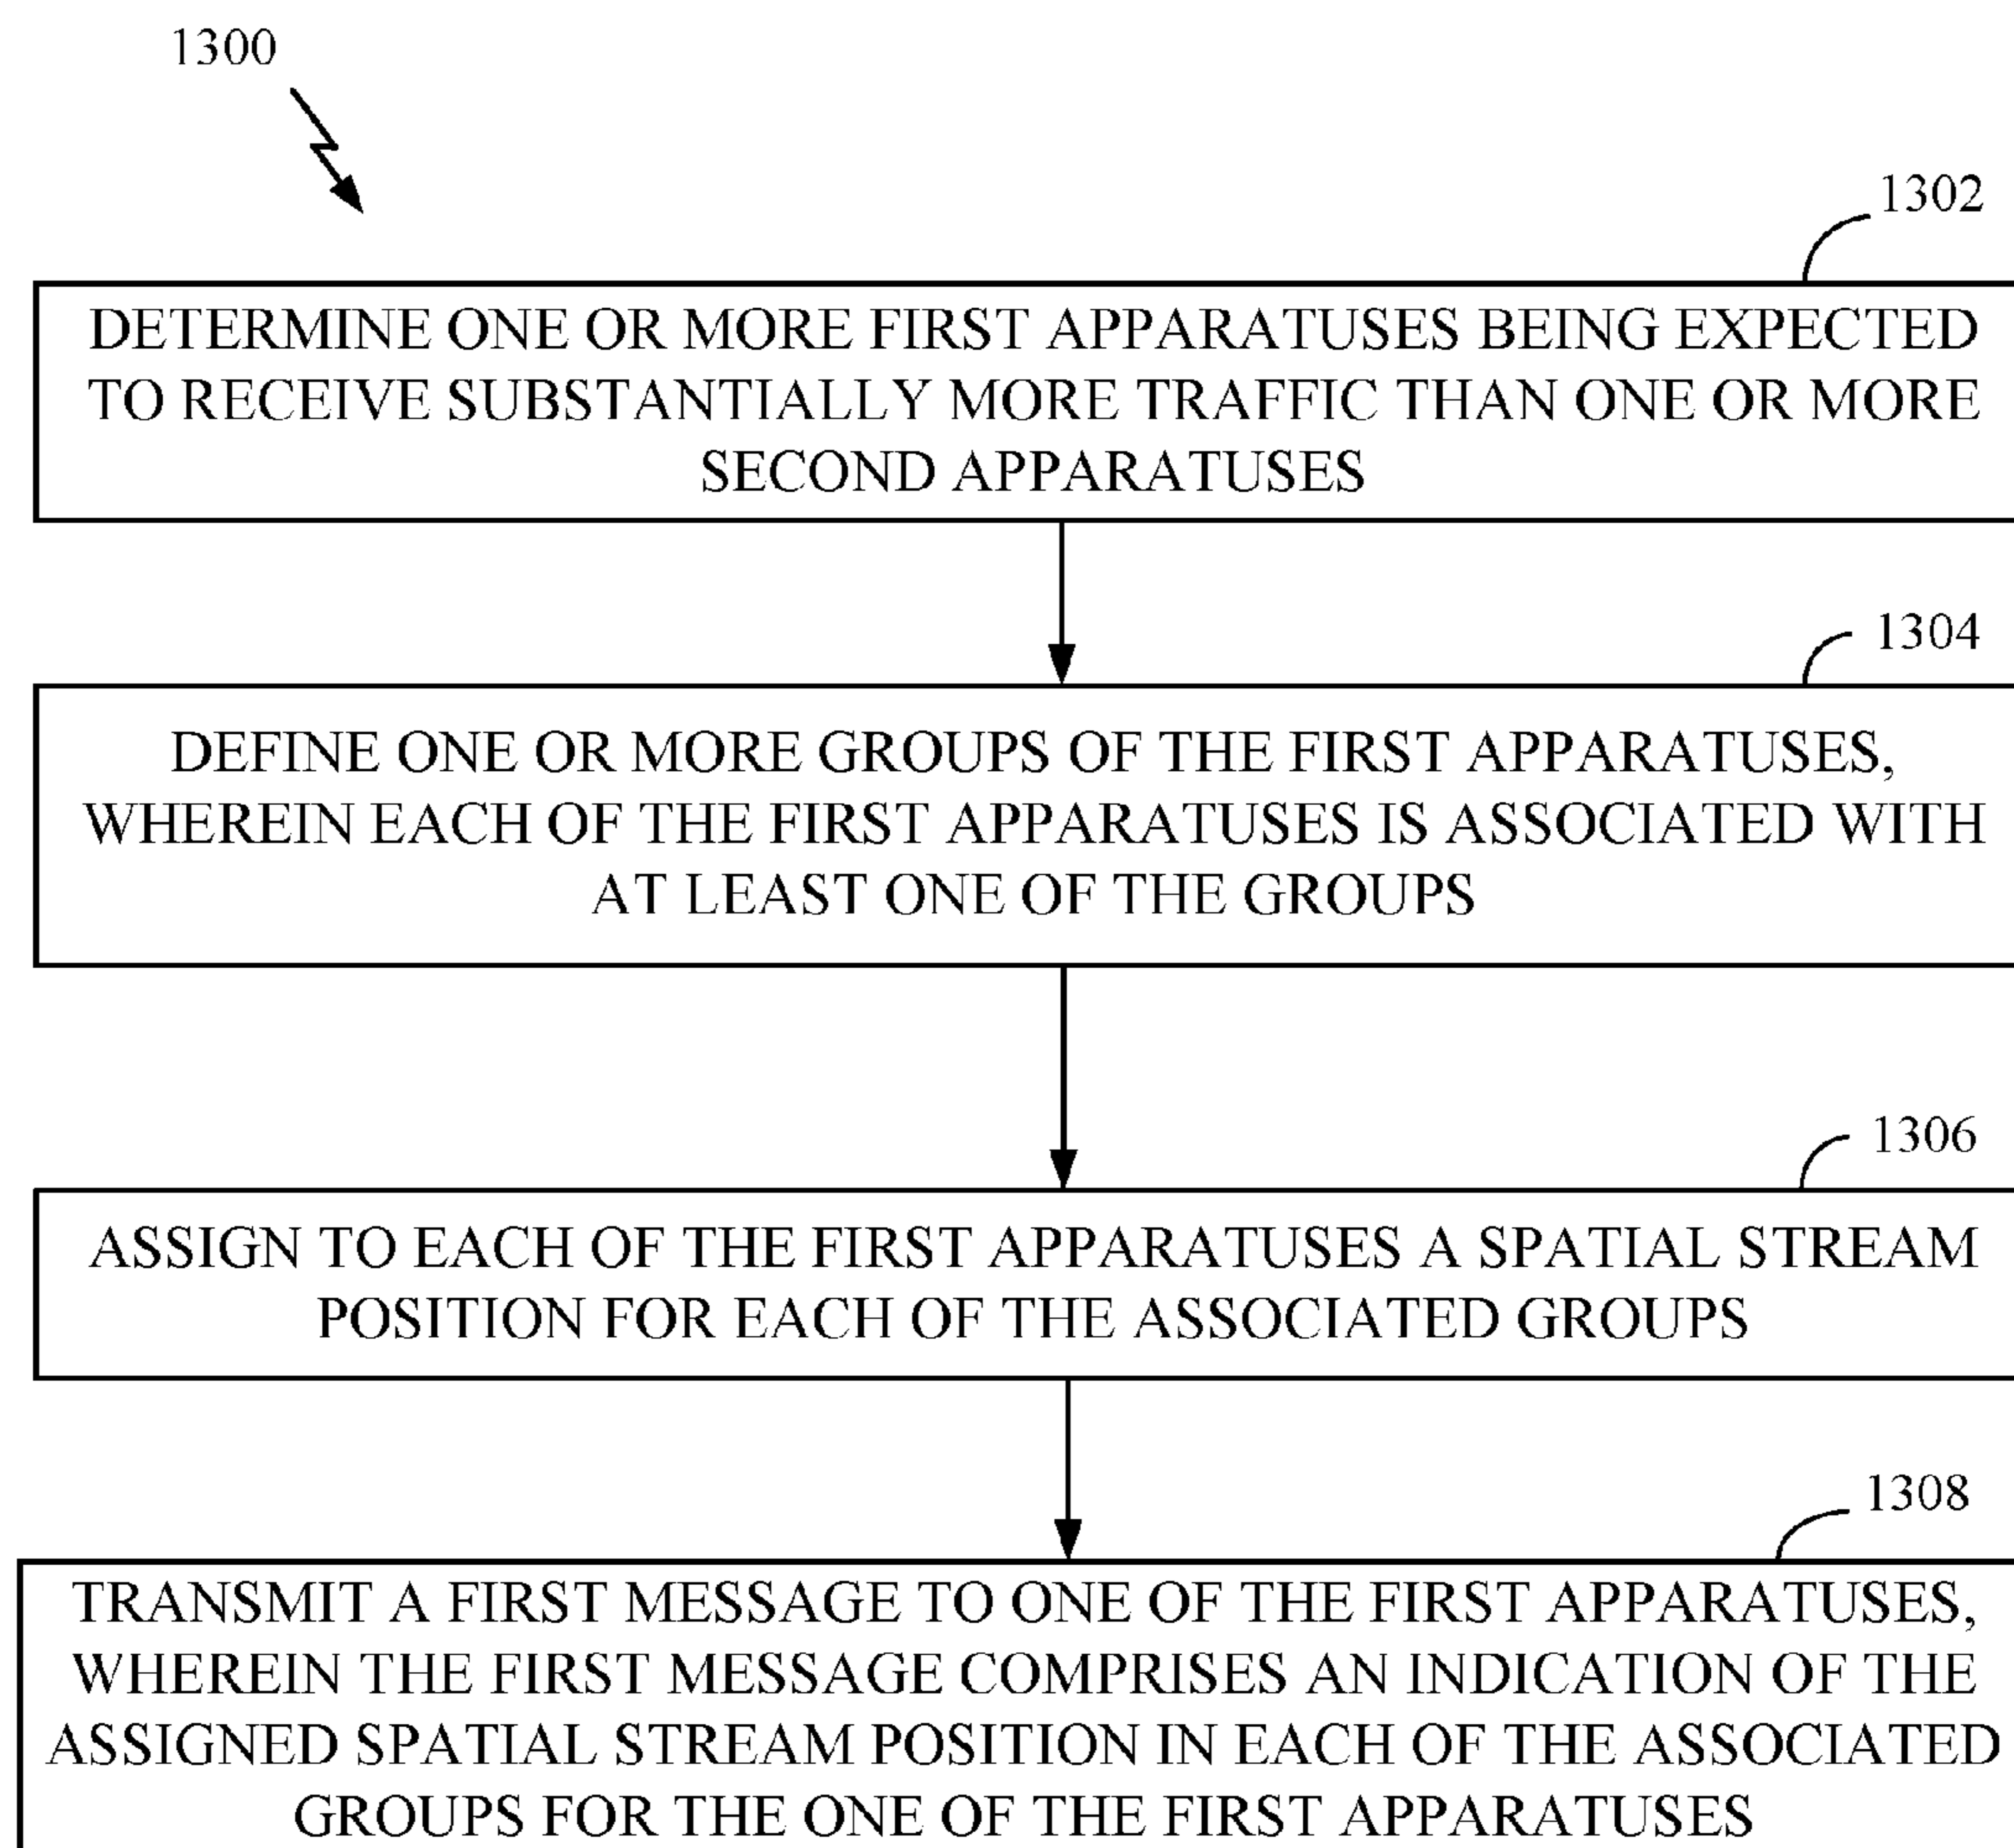 1300
1302
DETERMINE ONE OR MORE FIRST APPARATUSES BEING EXPECTED
TO RECEIVE SUBSTANTIALLY MORE TRAFFIC THAN ONE OR MORE
SECOND APPARATUSES
1304
DEFINE ONE OR MORE GROUPS OF THE FIRST APPARATUSES,
WHEREIN EACH OF THE FIRST APPARATUSES IS ASSOCIATED WITH
AT LEAST ONE OF THE GROUPS
1306
ASSIGN TO EACH OF THE FIRST APPARATUSES A SPATIAL STREAM
POSITION FOR EACH OF THE ASSOCIATED GROUPS
1308
TRANSMIT A FIRST MESSAGE TO ONE OF THE FIRST APPARATUSES,
WHEREIN THE FIRST MESSAGE COMPRISES AN INDICATION OF THE
ASSIGNED SPATIAL STREAM POSITION IN EACH OF THE ASSOCIATED
GROUPS FOR THE ONE OF THE FIRST APPARATUSES